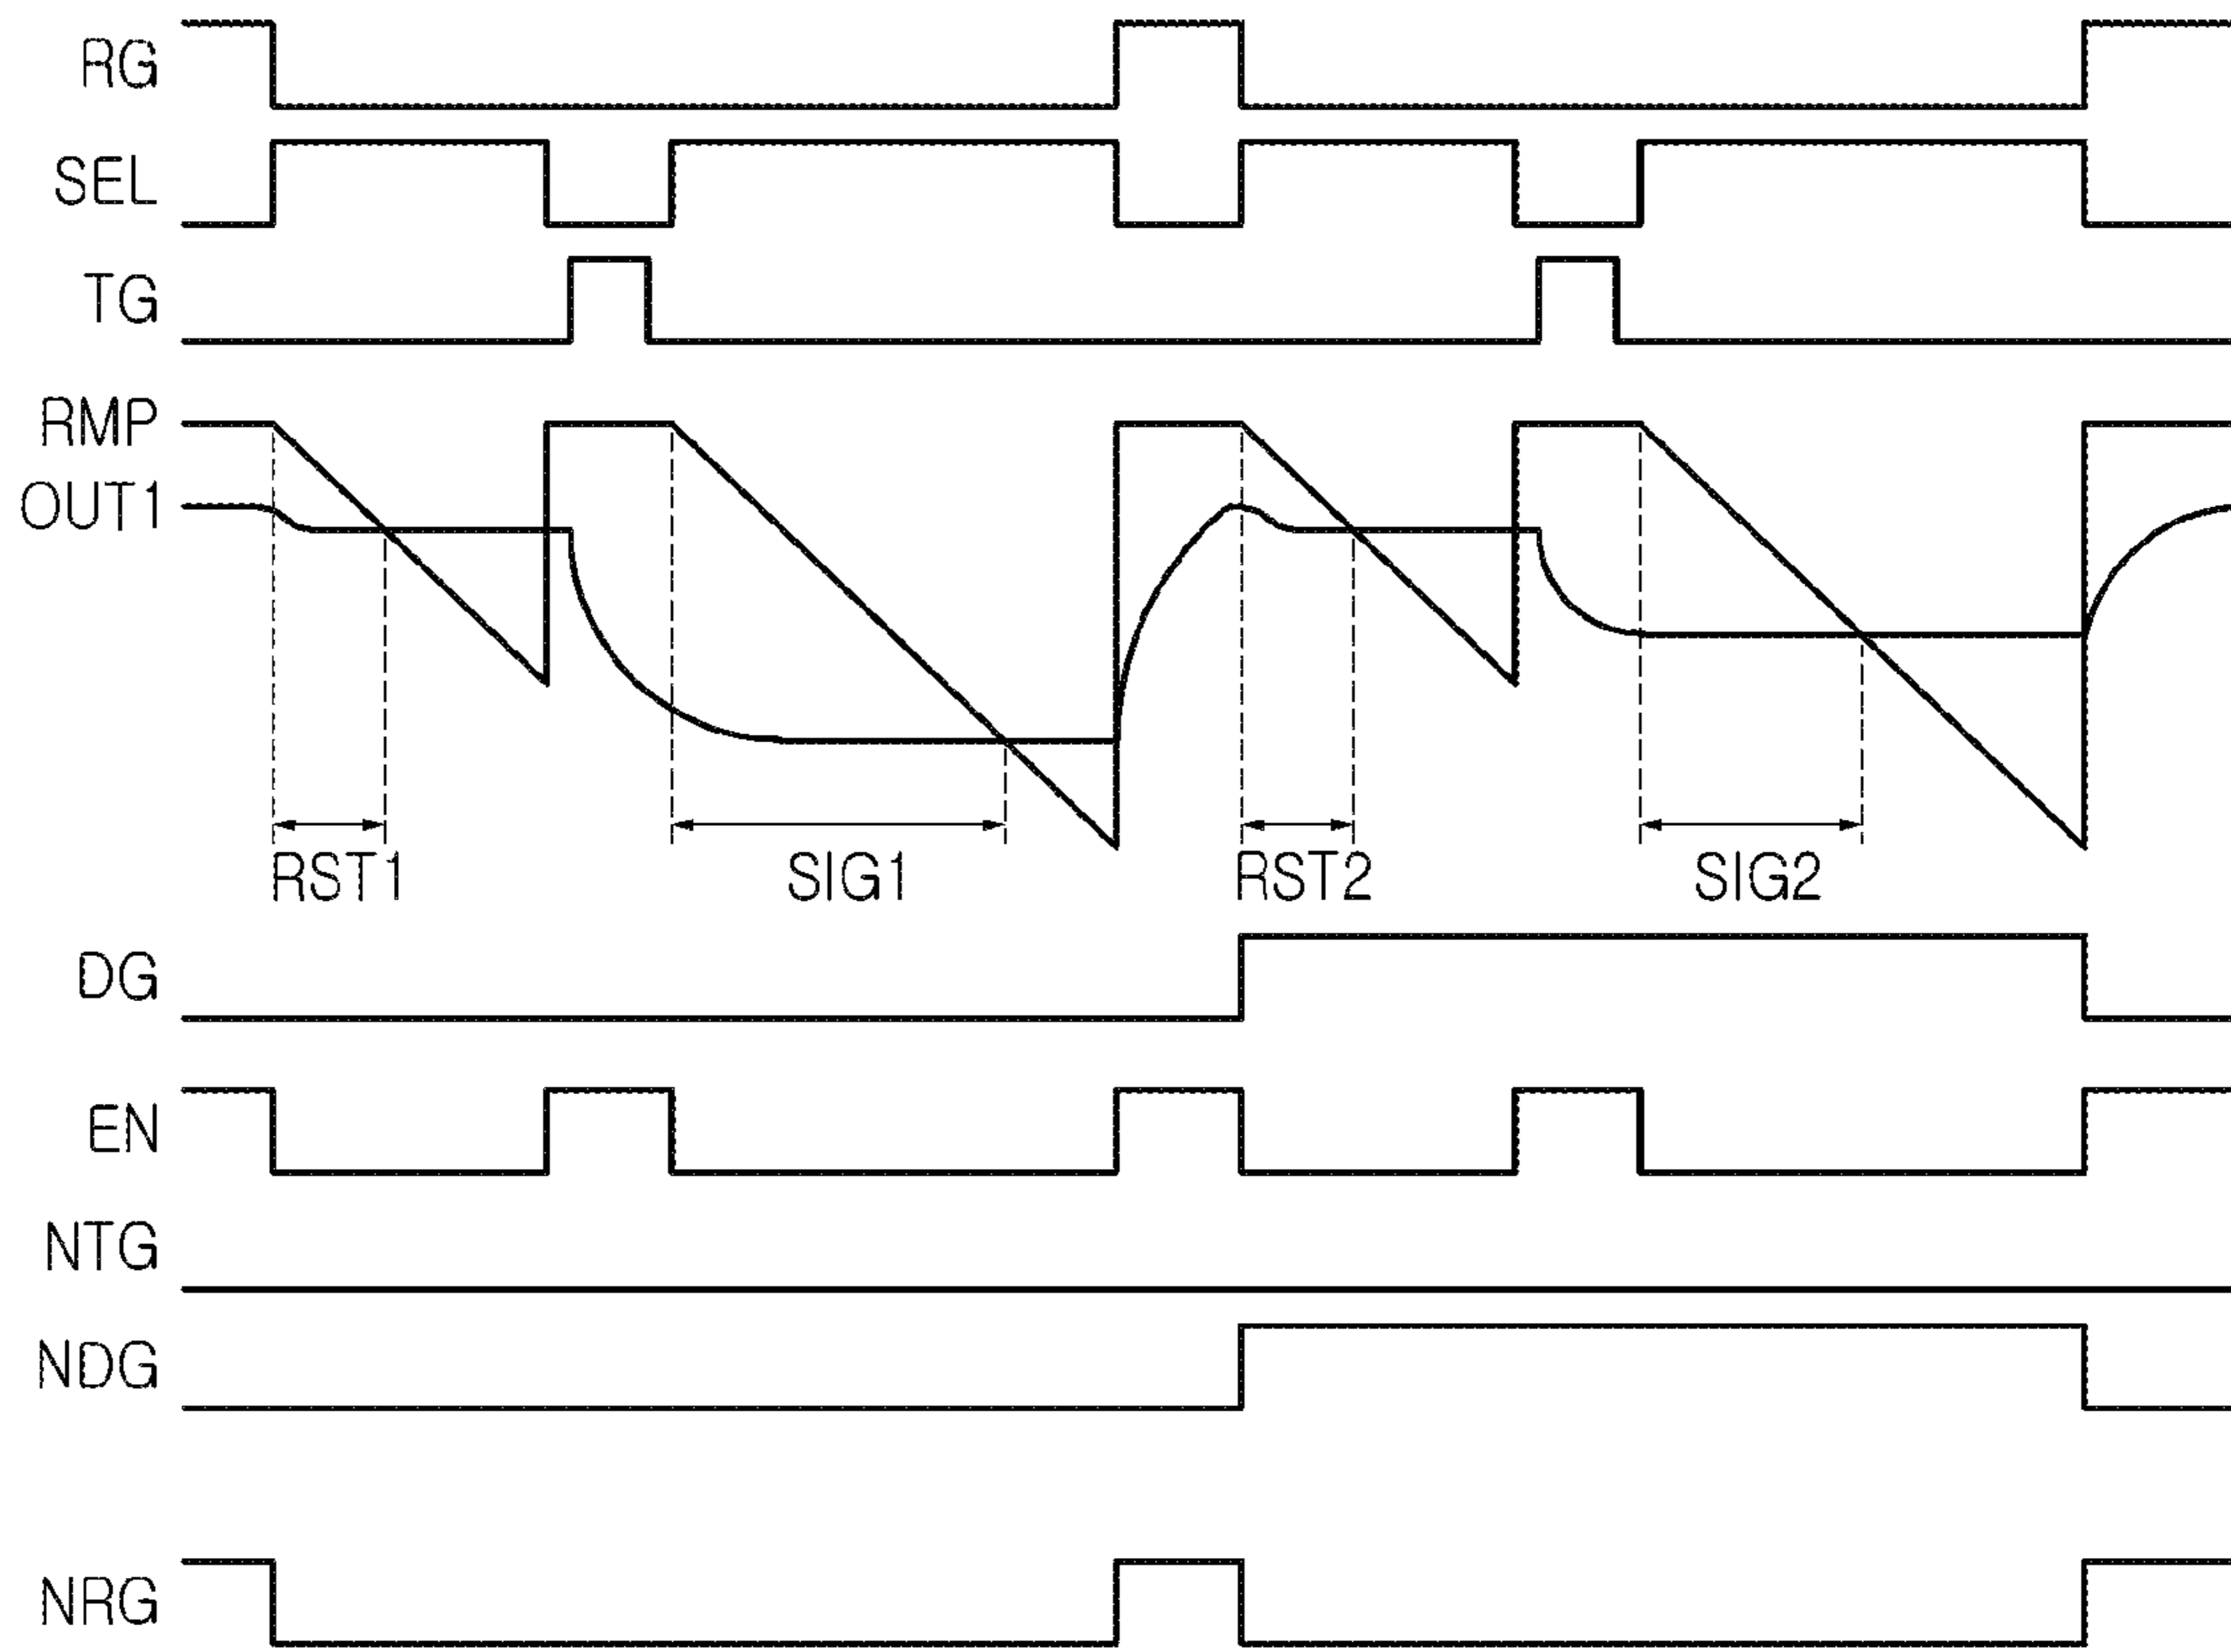 RG
SEL
TG
RMP
OUT1
RST1 SIG1 RST2 SIG2
DG
EN
NTG
NDG
NRG